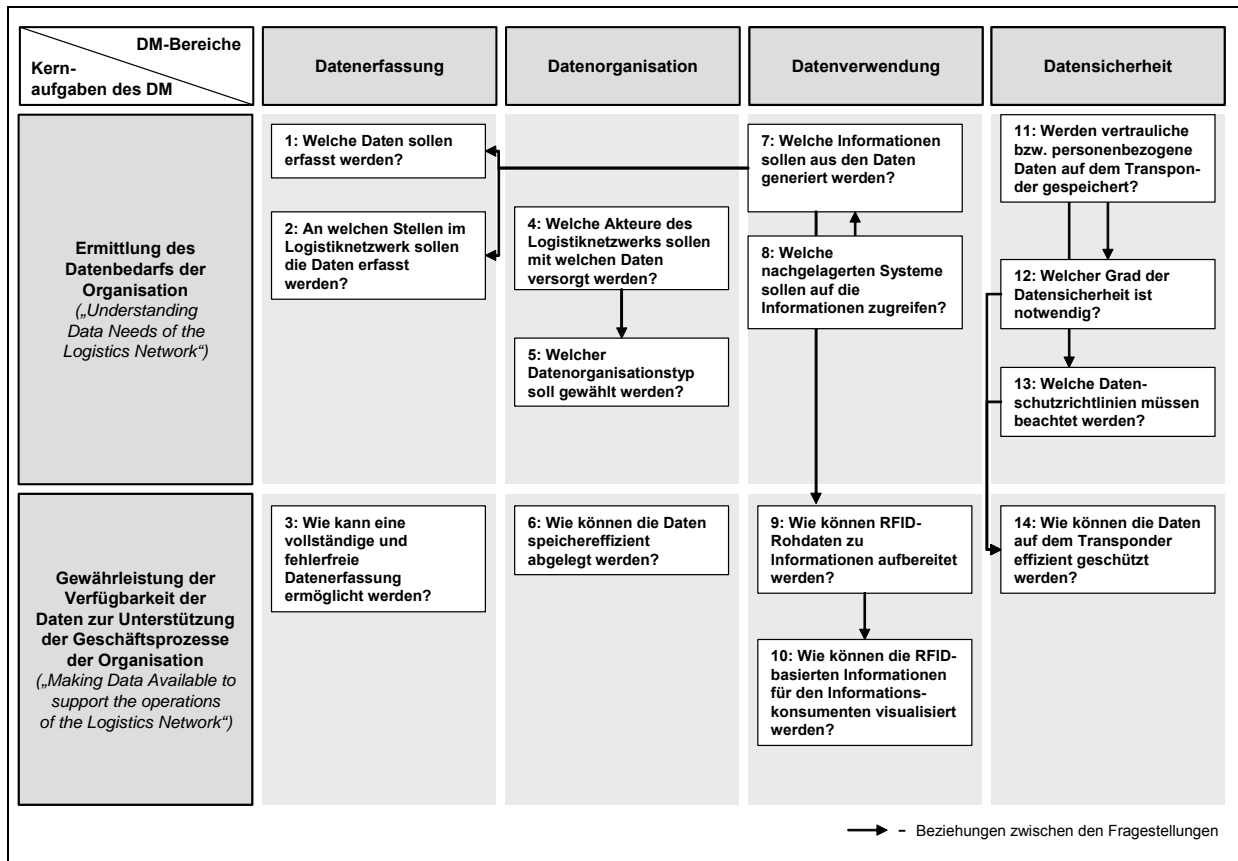 DM-Bereiche
Kern-
aufgaben des DM
Datenerfassung
Datenorganisation
Datenverwendung
Datensicherheit
Ermittlung des
Datenbedarfs der
Organisation
(„Understanding
Data Needs of the
Logistics Network“)
1: Welche Daten sollen
erfasst werden?
2: An welchen Stellen im
Logistiknetzwerk sollen
die Daten erfasst
werden?
4: Welche Akteure des
Logistiknetzwerks sollen
mit welchen Daten
versorgt werden?
5: Welcher
Datenorganisationstyp
soll gewählt werden?
7: Welche Informationen
sollen aus den Daten
generiert werden?
8: Welche
nachgelagerten Systeme
sollen auf die
Informationen zugreifen?
11: Werden vertrauliche
bzw. personenbezogene
Daten auf dem Transpon-
der gespeichert?
12: Welcher Grad der
Datensicherheit ist
notwendig?
13: Welche Daten-
schutzrichtlinien müssen
beachtet werden?
Gewährleistung der
Verfügbarkeit der
Daten zur Unterstützung
der Geschäftsprozesse
der Organisation
(„Making Data Available to
support the operations
of the Logistics Network“)
3: Wie kann eine
vollständige und
fehlerfreie
Datenerfassung
ermöglicht werden?
6: Wie können die Daten
speichereffizient
abgelegt werden?
9: Wie können RFID-
Rohdaten zu
Informationen aufbereitet
werden?
10: Wie können die RFID-
basierten Informationen
für den Informations-
konsumenten visualisiert
werden?
14: Wie können die Daten
auf dem Transponder
effizient geschützt
werden?
– Beziehungen zwischen den Fragestellungen